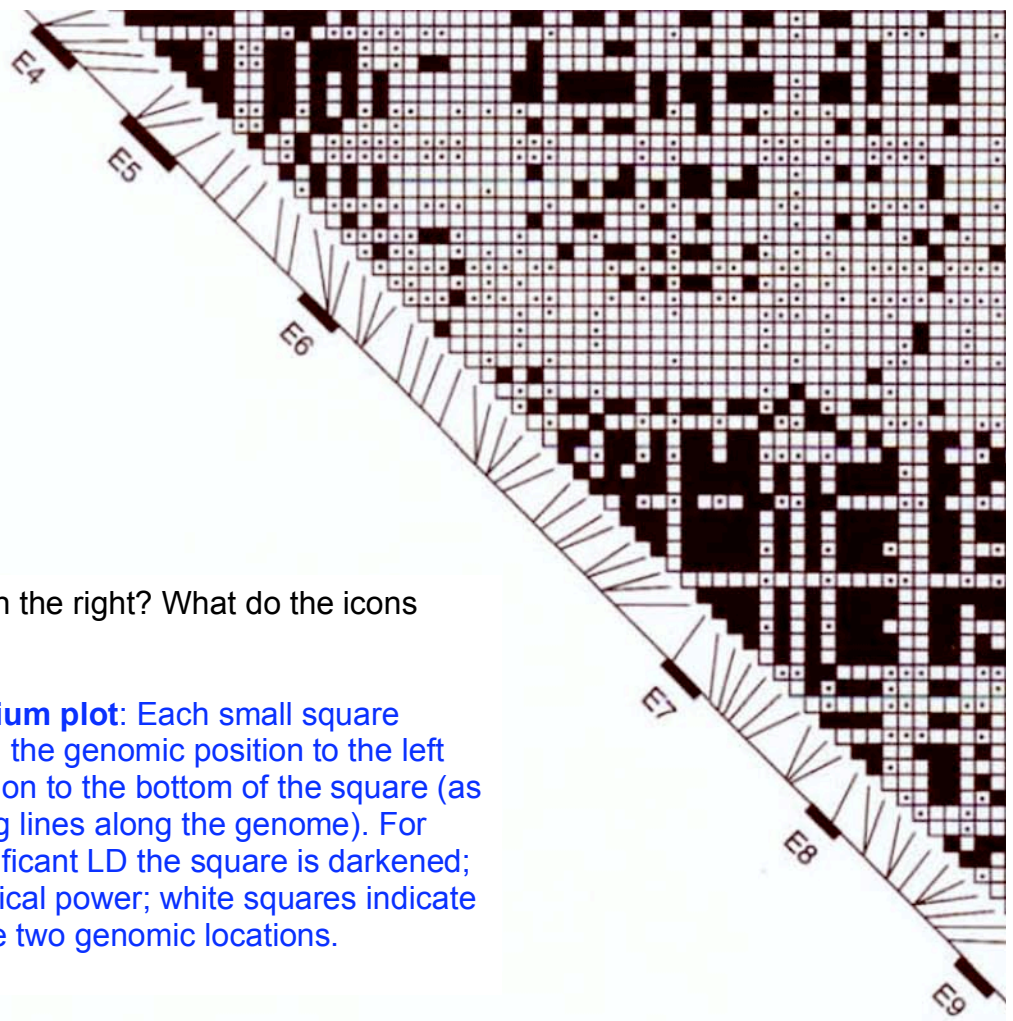 E4
E5
E6
n the right? What do the icons
ium plot: Each small square
the genomic position to the left
on to the bottom of the square (as
g lines along the genome). For
ficant LD the square is darkened;
ical power; white squares indicate
e two genomic locations.
E7
E8
E9